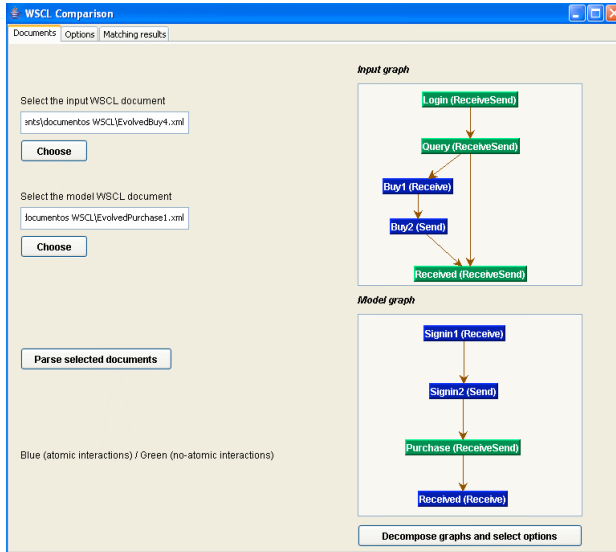 WSCL Comparison
Documents Options Matching results
Select the input WSCL document
ents\documentos WSCL\EvolvedBuy4.xml
Choose
Select the model WSCL document
documentos WSCL\EvolvedPurchase1.xml
Choose
Parse selected documents
Blue (atomic interactions) / Green (no-atomic interactions)
Input graph
Login (ReceiveSend)
Query (ReceiveSend)
Buy1 (Receive)
Buy2 (Send)
Received (ReceiveSend)
Model graph
Signin1 (Receive)
Signin2 (Send)
Purchase (ReceiveSend)
Received (Receive)
Decompose graphs and select options